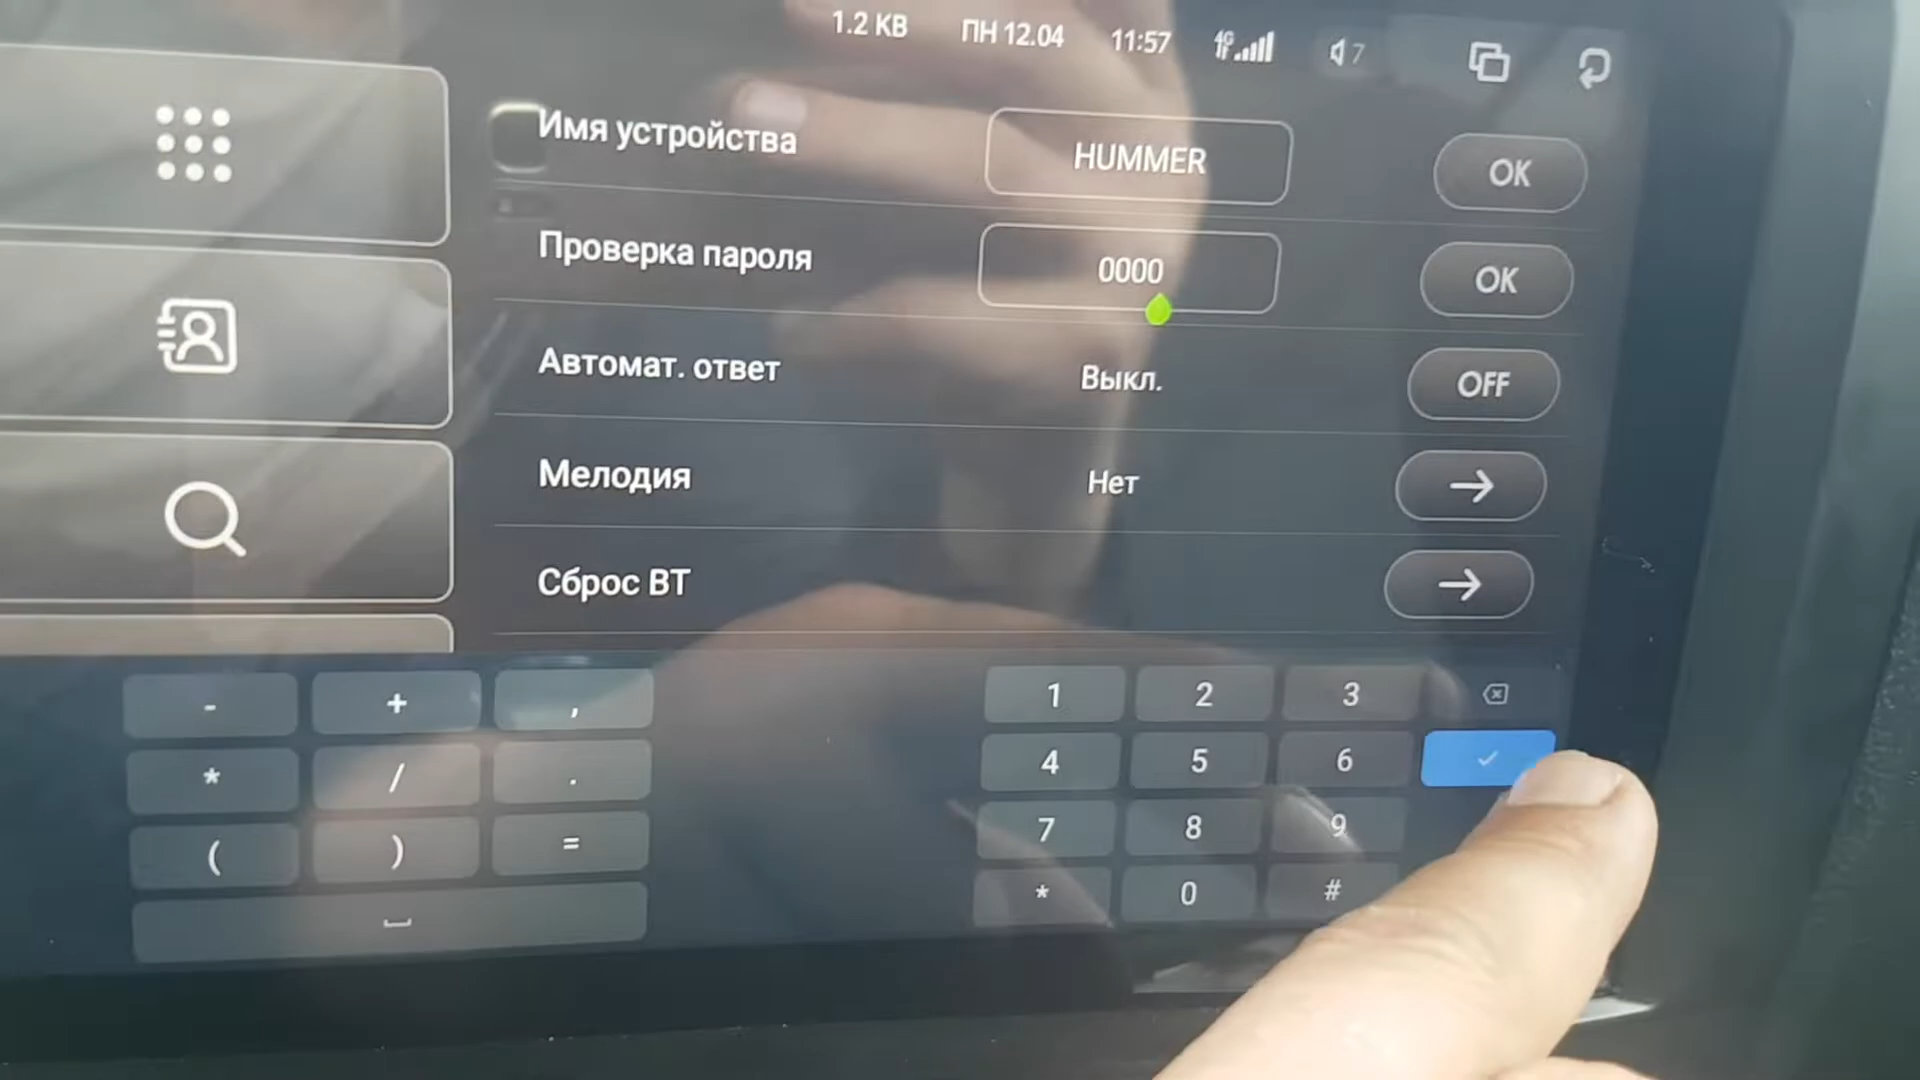 1.2 KB ПН 12.04 11:57 4G 7
Имя устройства HUMMER OK
Проверка пароля 0000 OK
Автомат. ответ Выкл. OFF
Мелодия Нет
Сброс BT
- + , 1 2 3
* / . 4 5 6
( ) = 7 8 9
* 0 #